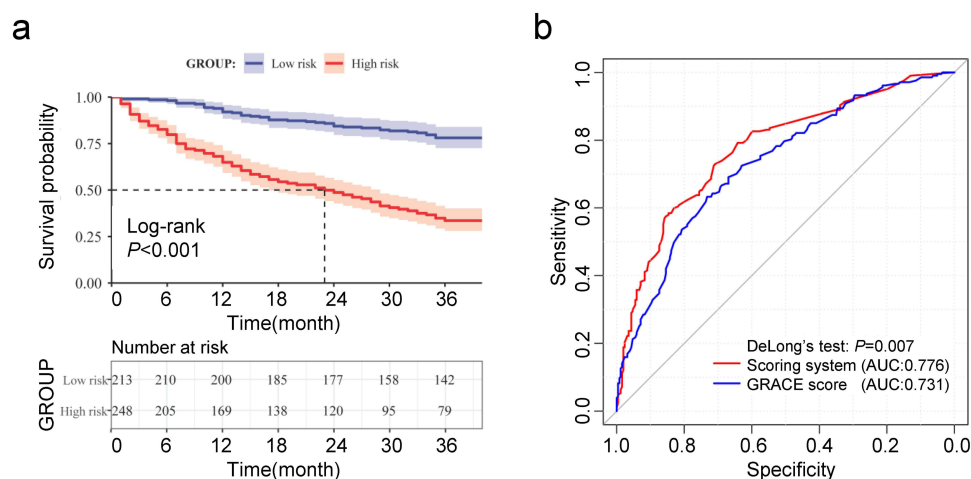 a
GROUP: Low risk High risk
Survival probability
1.00
0.75
0.50
0.25
0.00
Log-rank
P<0.001
0 6 12 18 24 30 36
Time(month)
Number at risk
GROUP
Low risk 213 210 200 185 177 158 142
High risk 248 205 169 138 120 95 79
0 6 12 18 24 30 36
Time(month)
b
Sensitivity
1.0
0.8
0.6
0.4
0.2
0.0
DeLong's test: P=0.007
Scoring system (AUC:0.776)
GRACE score (AUC:0.731)
1.0 0.8 0.6 0.4 0.2 0.0
Specificity